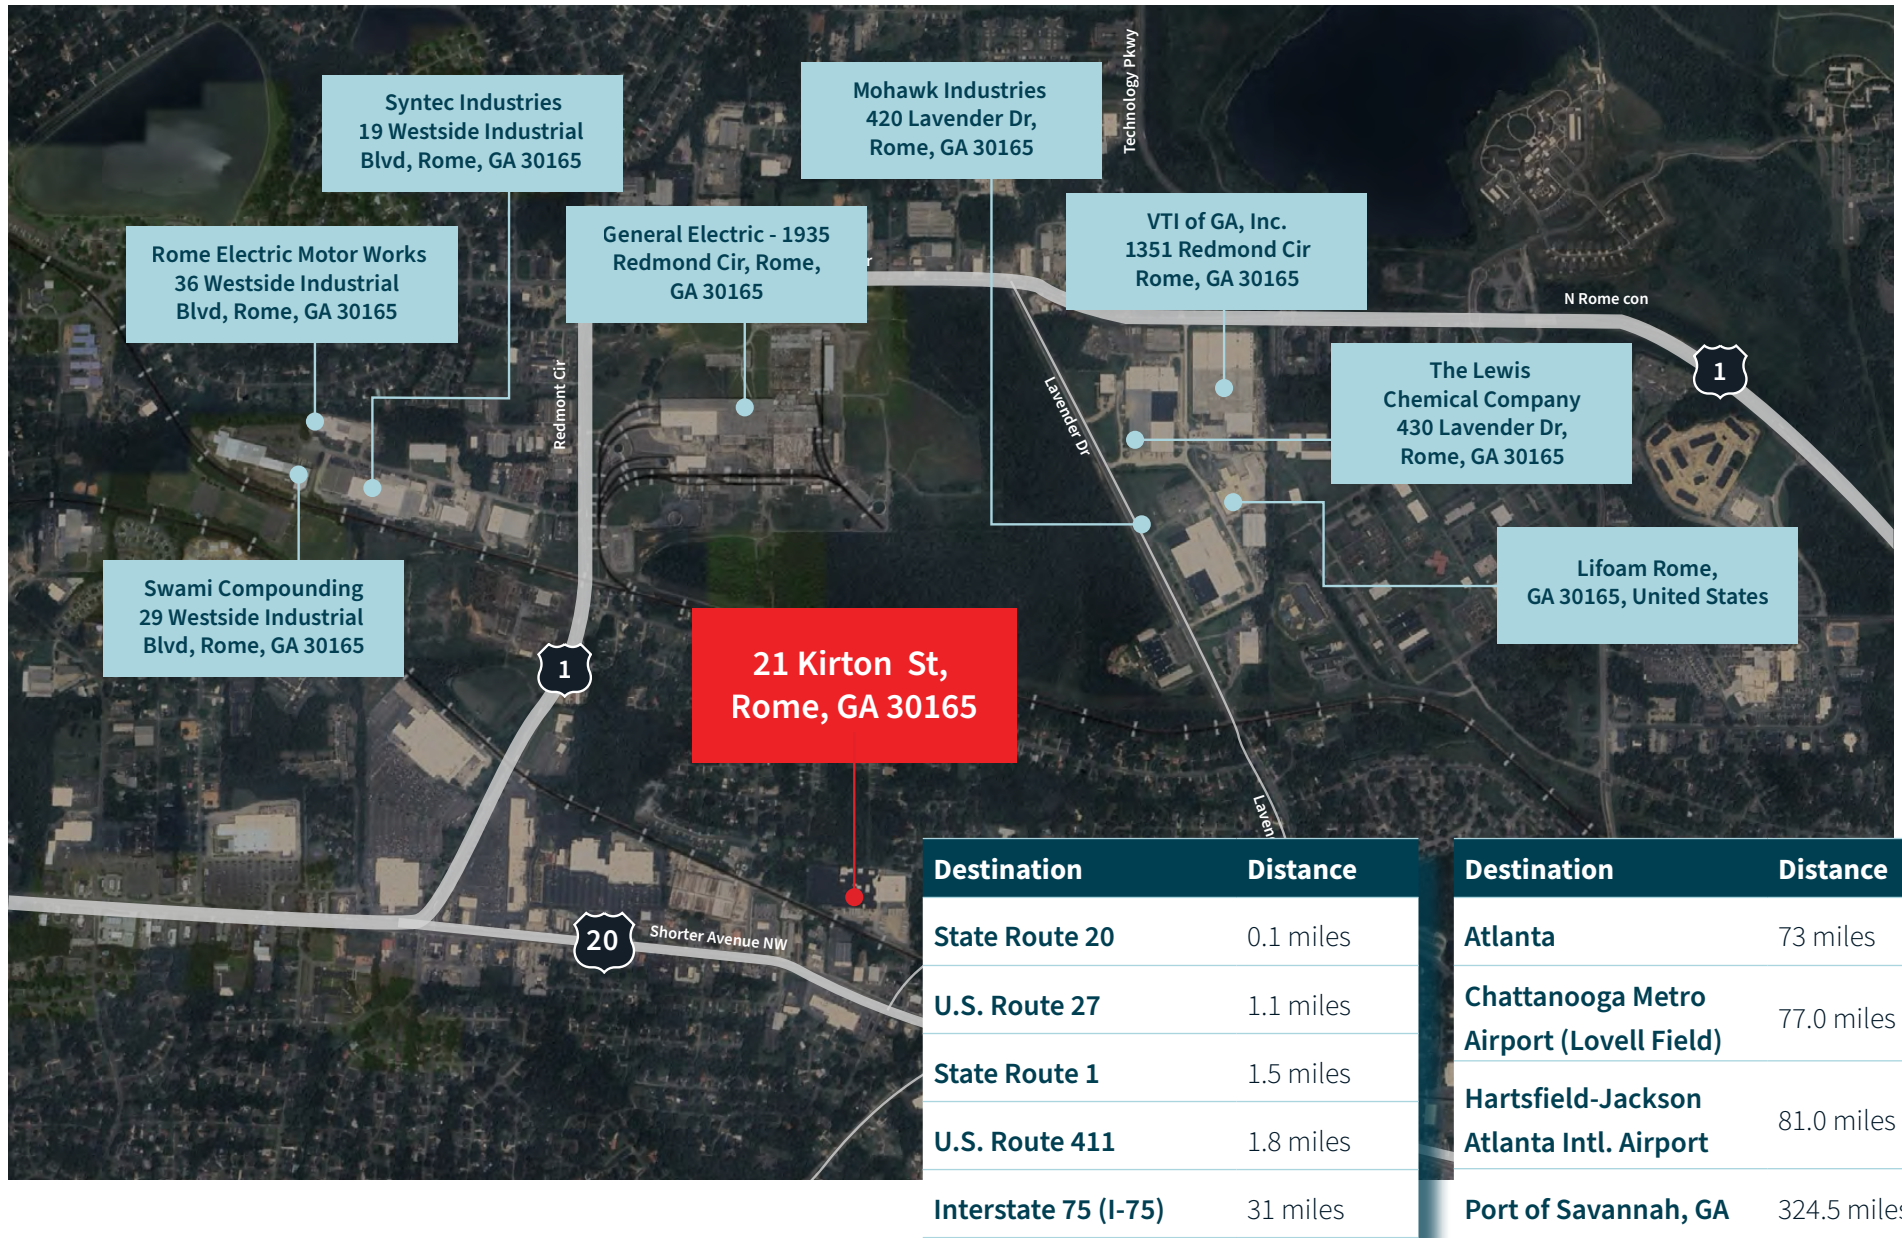 Technology Pkwy
Syntec Industries
19 Westside Industrial
Blvd, Rome, GA 30165
Mohawk Industries
420 Lavender Dr,
Rome, GA 30165
Rome Electric Motor Works
36 Westside Industrial
Blvd, Rome, GA 30165
General Electric - 1935
Redmond Cir, Rome,
GA 30165
r
VTI of GA, Inc.
1351 Redmond Cir
Rome, GA 30165
N Rome con
1
Redmont Cir
Lavender Dr
The Lewis
Chemical Company
430 Lavender Dr,
Rome, GA 30165
Swami Compounding
29 Westside Industrial
Blvd, Rome, GA 30165
Lifoam Rome,
GA 30165, United States
1
21 Kirton St,
Rome, GA 30165
Laven
20
Shorter Avenue NW
Destination Distance
State Route 20 0.1 miles
U.S. Route 27 1.1 miles
State Route 1 1.5 miles
U.S. Route 411 1.8 miles
Interstate 75 (I-75) 31 miles
Destination Distance
Atlanta 73 miles
Chattanooga Metro
Airport (Lovell Field) 77.0 miles
Hartsfield-Jackson
Atlanta Intl. Airport 81.0 miles
Port of Savannah, GA 324.5 miles